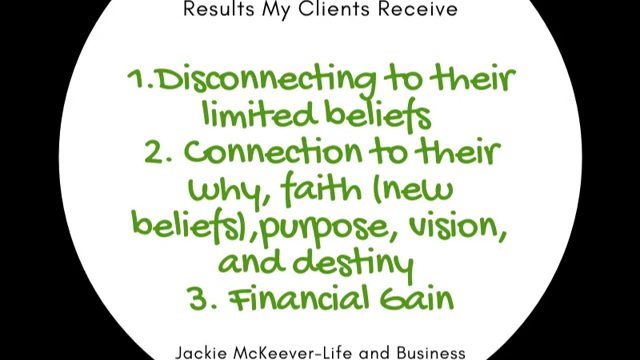 Results My Clients Receive
1.Disconnecting to their
limited beliefs
2. Connection to their
why, faith (new
beliefs),purpose, vision,
and destiny
3. Financial Gain
Jackie McKeever-Life and Business